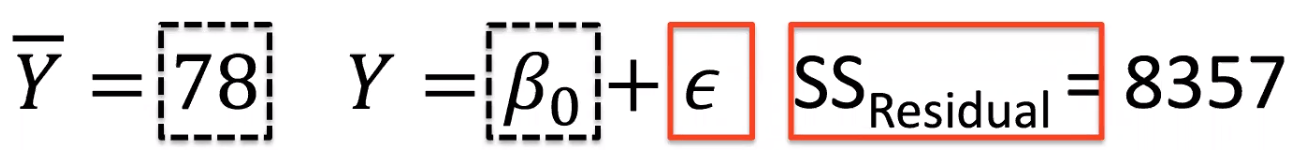 Y̅ = 78 Y = β₀ + ϵ SS_Residual = 8357